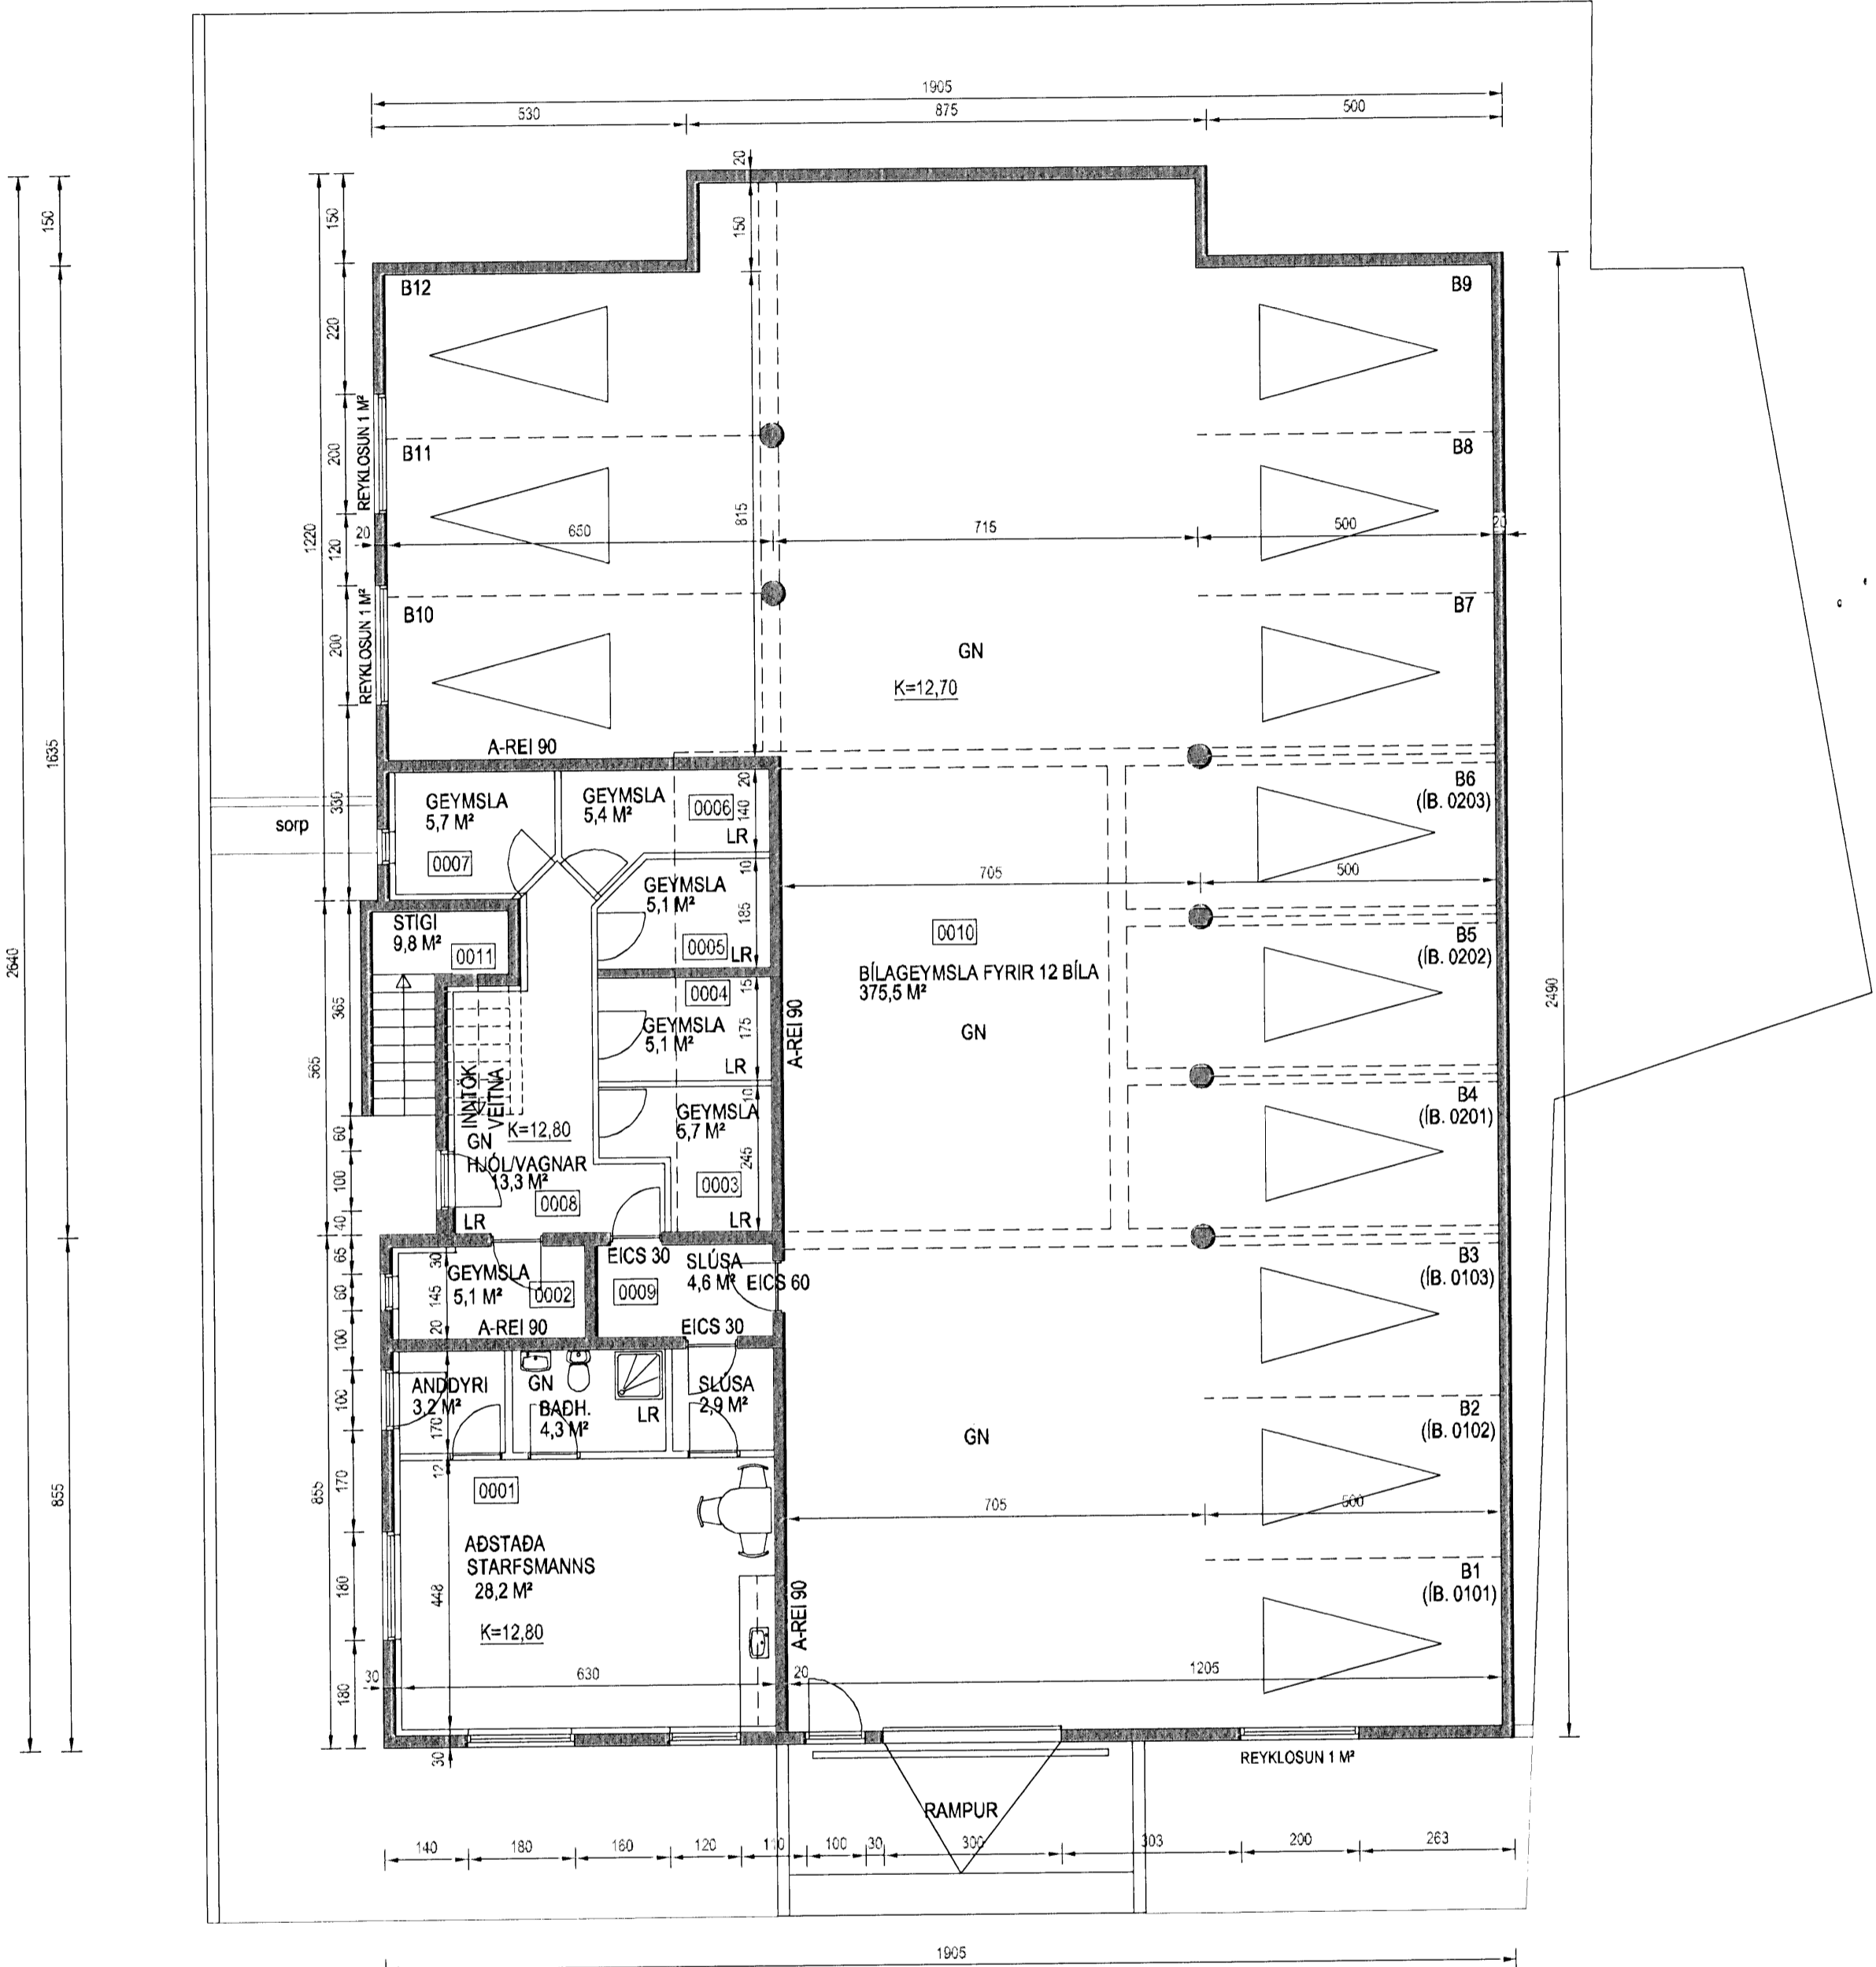 1905
530
875
500
20
150
150
150
B12
B9
220
REYKLOSUN 1 M²
200
B11
B8
815
1220
120
20
650
715
500
20
REYKLOSUN 1 M²
200
B10
B7
GN
K=12,70
1635
A-REI 90
330
sorp
GEYMSLA
5,7 M²
0007
GEYMSLA
5,4 M²
0006
20
140
LR
B6
(ÍB. 0203)
GEYMSLA
5,1 M²
10
185
0005
LR
705
500
STIGI
9,8 M²
0011
0010
B5
(ÍB. 0202)
2640
BÍLAGEYMSLA FYRIR 12 BÍLA
375,5 M²
GN
2490
365
565
0004
15
GEYMSLA
5,1 M²
175
LR
A-REI 90
INNTÖK
VEITNA
K=12,80
GN
HJÓL/VAGNAR
13,3 M²
0008
LR
GEYMSLA
5,7 M²
10
245
0003
LR
B4
(ÍB. 0201)
60
100
40
65
60
100
100
170
180
180
855
855
30
145
20
GEYMSLA
5,1 M²
0002
A-REI 90
EICS 30
0009
SLÚSA
4,6 M²
EICS 60
EICS 30
B3
(ÍB. 0103)
ANDDYRI
3,2 M²
170
GN
BAÐH.
4,3 M²
LR
SLÚSA
2,9 M²
B2
(ÍB. 0102)
GN
12
0001
705
500
AÐSTAÐA
STARFSMANNS
28,2 M²
K=12,80
448
A-REI 90
B1
(ÍB. 0101)
30
630
20
1205
30
REYKLOSUN 1 M²
RAMPUR
140
180
160
120
110
100
30
300
303
200
263
1905